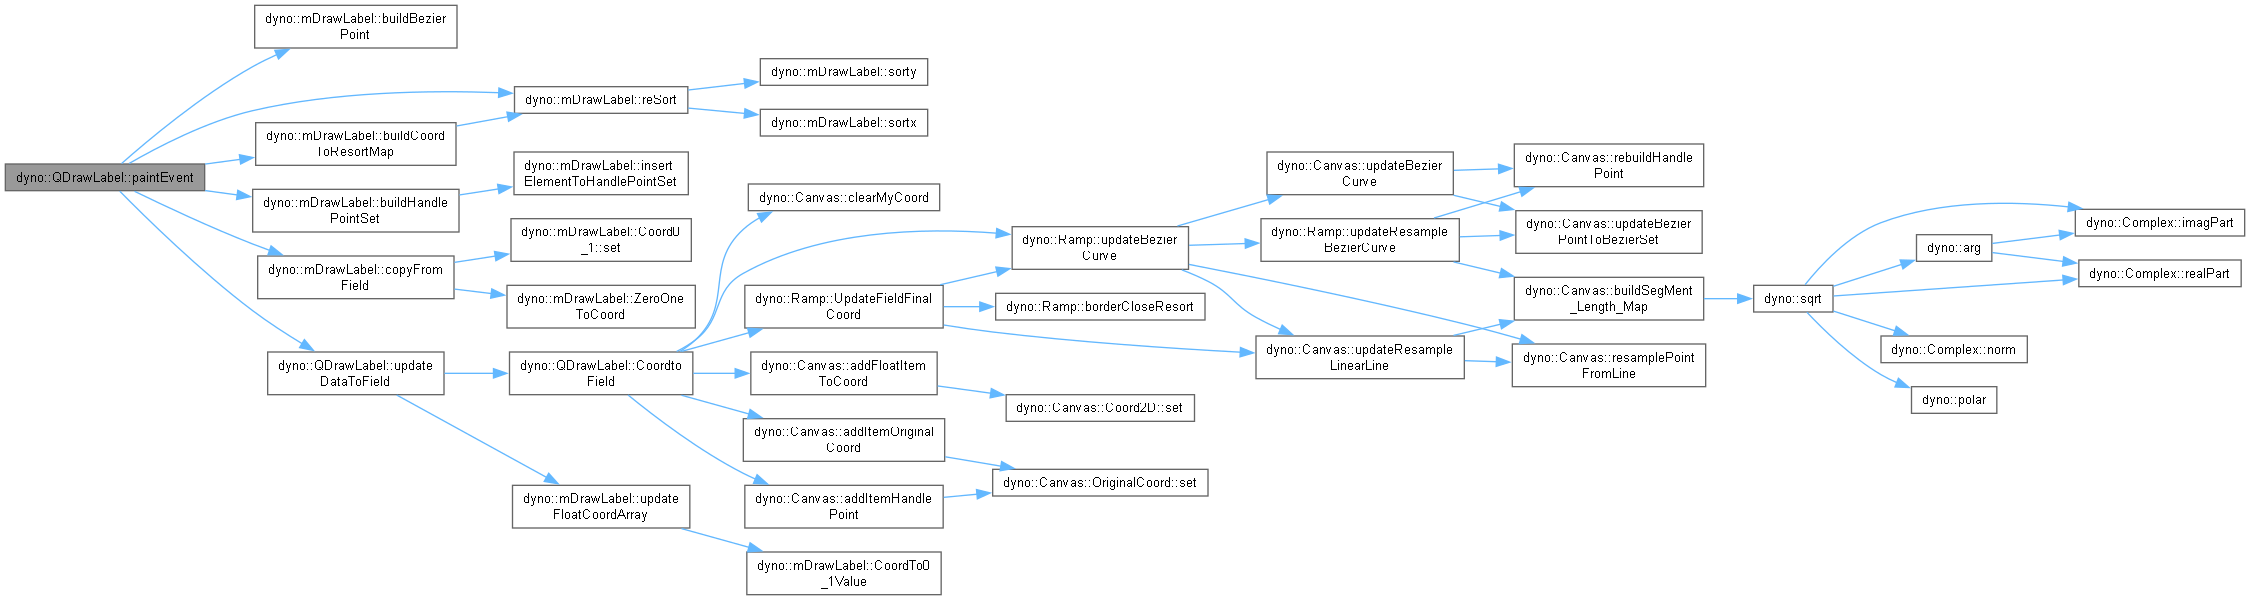 dyno::QDrawLabel::paintEvent
dyno::mDrawLabel::buildBezier
Point
dyno::mDrawLabel::reSort
dyno::mDrawLabel::sorty
dyno::mDrawLabel::sortx
dyno::mDrawLabel::buildCoord
ToResortMap
dyno::mDrawLabel::buildHandle
PointSet
dyno::mDrawLabel::insert
ElementToHandlePointSet
dyno::mDrawLabel::copyFrom
Field
dyno::mDrawLabel::Coord0
_1::set
dyno::mDrawLabel::ZeroOne
ToCoord
dyno::QDrawLabel::update
DataToField
dyno::QDrawLabel::Coordto
Field
dyno::mDrawLabel::update
FloatCoordArray
dyno::mDrawLabel::CoordTo0
_1Value
dyno::Canvas::clearMyCoord
dyno::Ramp::UpdateFieldFinal
Coord
dyno::Canvas::addFloatItem
ToCoord
dyno::Canvas::addItemOriginal
Coord
dyno::Canvas::addItemHandle
Point
dyno::Ramp::updateBezier
Curve
dyno::Ramp::borderCloseResort
dyno::Canvas::Coord2D::set
dyno::Canvas::OriginalCoord::set
dyno::Canvas::updateBezier
Curve
dyno::Ramp::updateResample
BezierCurve
dyno::Canvas::updateResample
LinearLine
dyno::Canvas::rebuildHandle
Point
dyno::Canvas::updateBezier
PointToBezierSet
dyno::Canvas::buildSegMent
_Length_Map
dyno::Canvas::resamplePoint
FromLine
dyno::sqrt
dyno::arg
dyno::Complex::imagPart
dyno::Complex::realPart
dyno::Complex::norm
dyno::polar